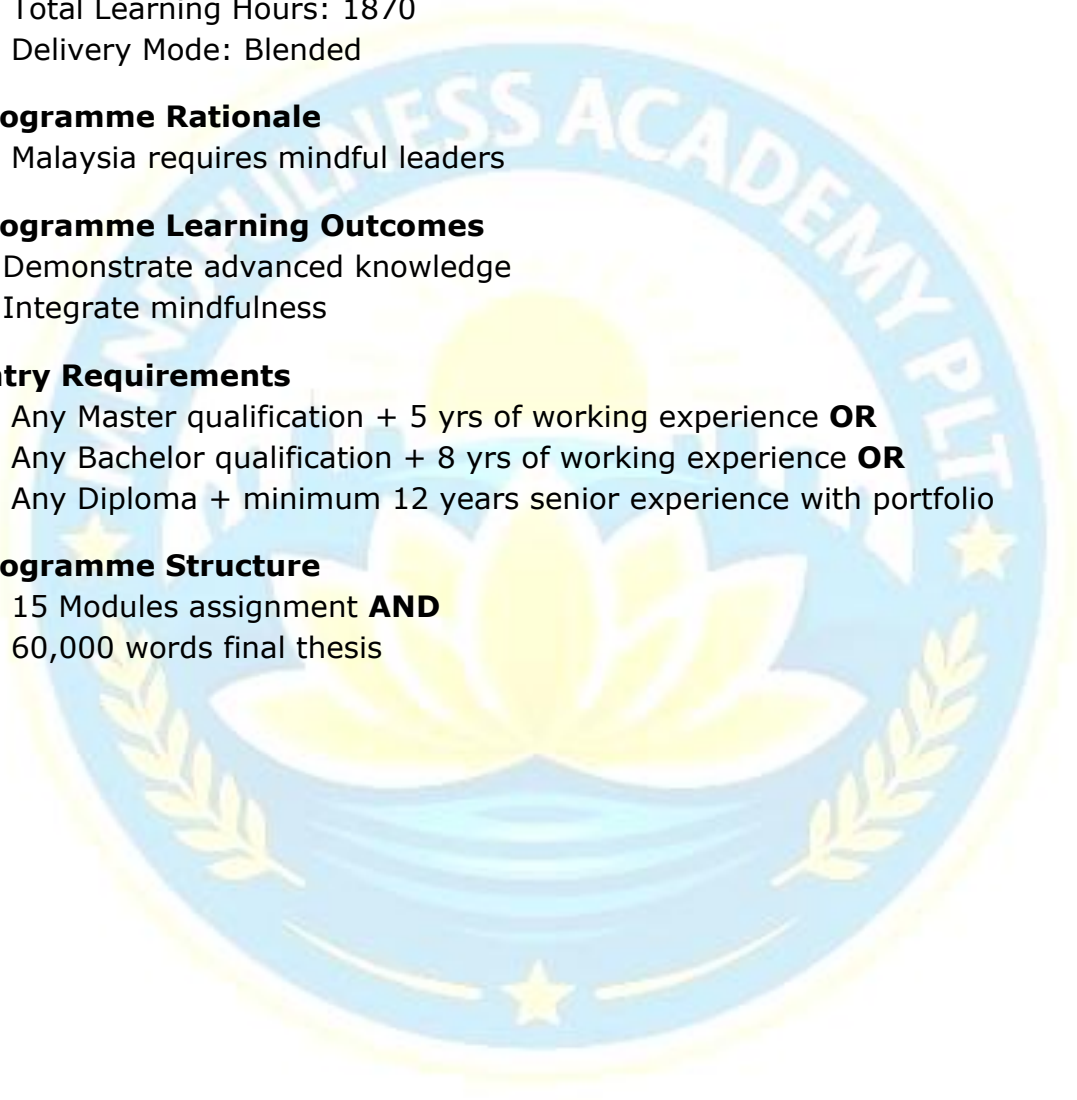 Total Learning Hours: 1870
Delivery Mode: Blended
ogramme Rationale
Malaysia requires mindful leaders
ogramme Learning Outcomes
Demonstrate advanced knowledge
Integrate mindfulness
try Requirements
Any Master qualification + 5 yrs of working experience OR
Any Bachelor qualification + 8 yrs of working experience OR
Any Diploma + minimum 12 years senior experience with portfolio
ogramme Structure
15 Modules assignment AND
60,000 words final thesis
MINDFULNESS ACADEMY PLT